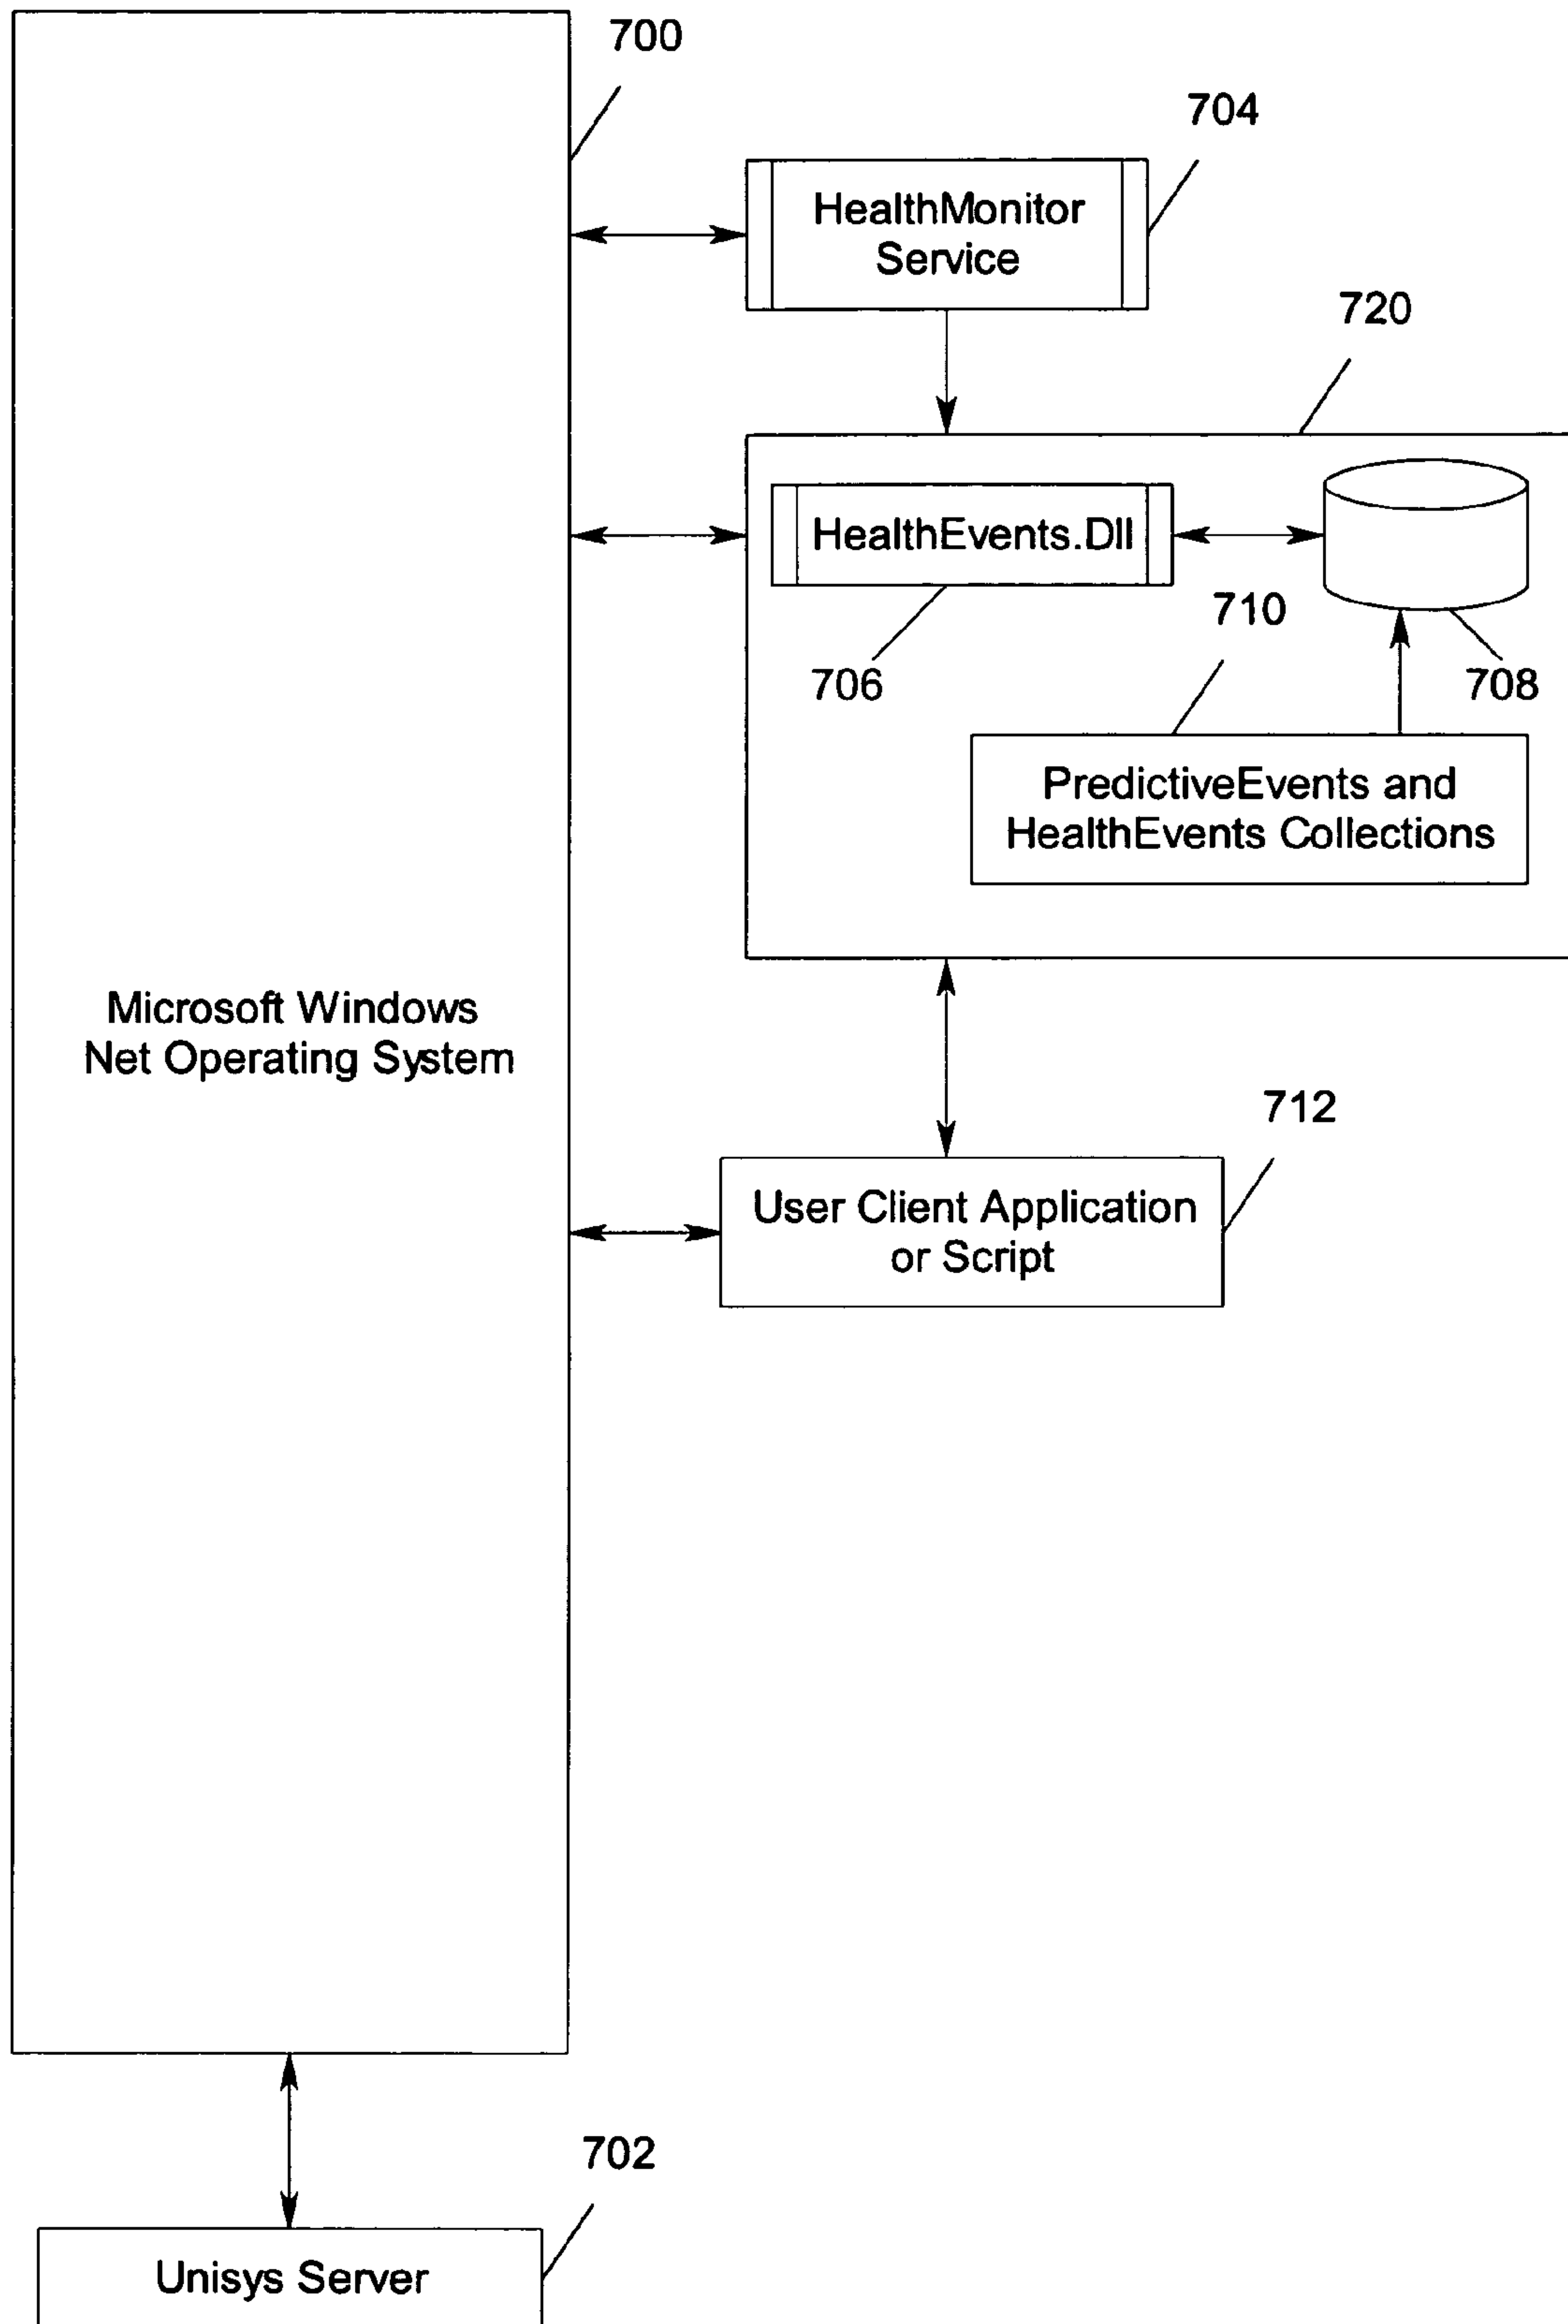 700
704
HealthMonitor
Service
720
HealthEvents.Dll
710
706
708
PredictiveEvents and
HealthEvents Collections
Microsoft Windows
Net Operating System
712
User Client Application
or Script
702
Unisys Server